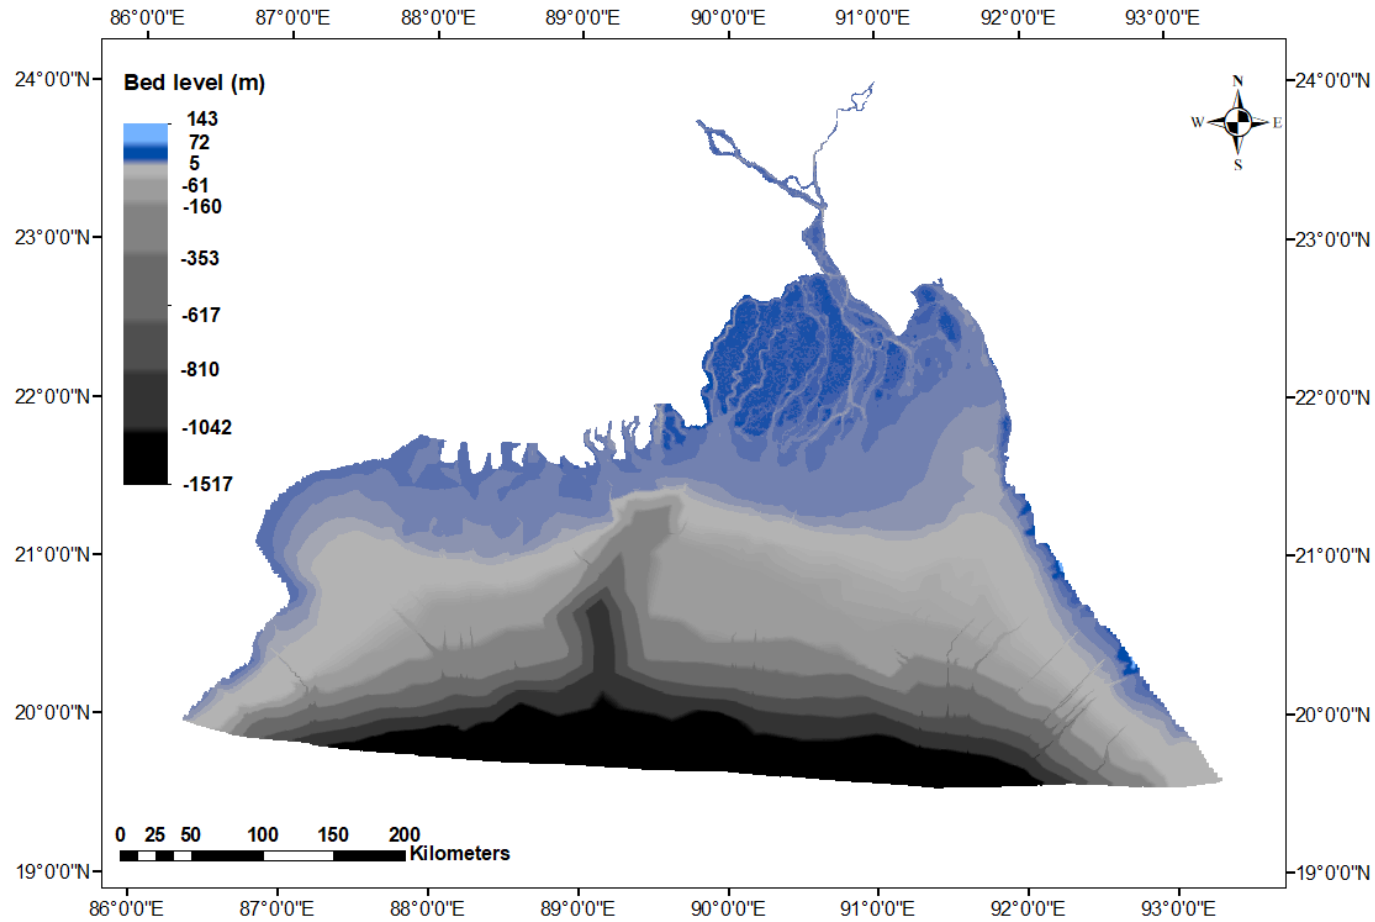 86°0'0"E 87°0'0"E 88°0'0"E 89°0'0"E 90°0'0"E 91°0'0"E 92°0'0"E 93°0'0"E
24°0'0"N 24°0'0"N
Bed level (m)
N
W E
S
143
72
5
-61
-160
23°0'0"N 23°0'0"N
-353
-617
-810
22°0'0"N 22°0'0"N
-1042
-1517
21°0'0"N 21°0'0"N
20°0'0"N 20°0'0"N
0 25 50 100 150 200
Kilometers
19°0'0"N 19°0'0"N
86°0'0"E 87°0'0"E 88°0'0"E 89°0'0"E 90°0'0"E 91°0'0"E 92°0'0"E 93°0'0"E